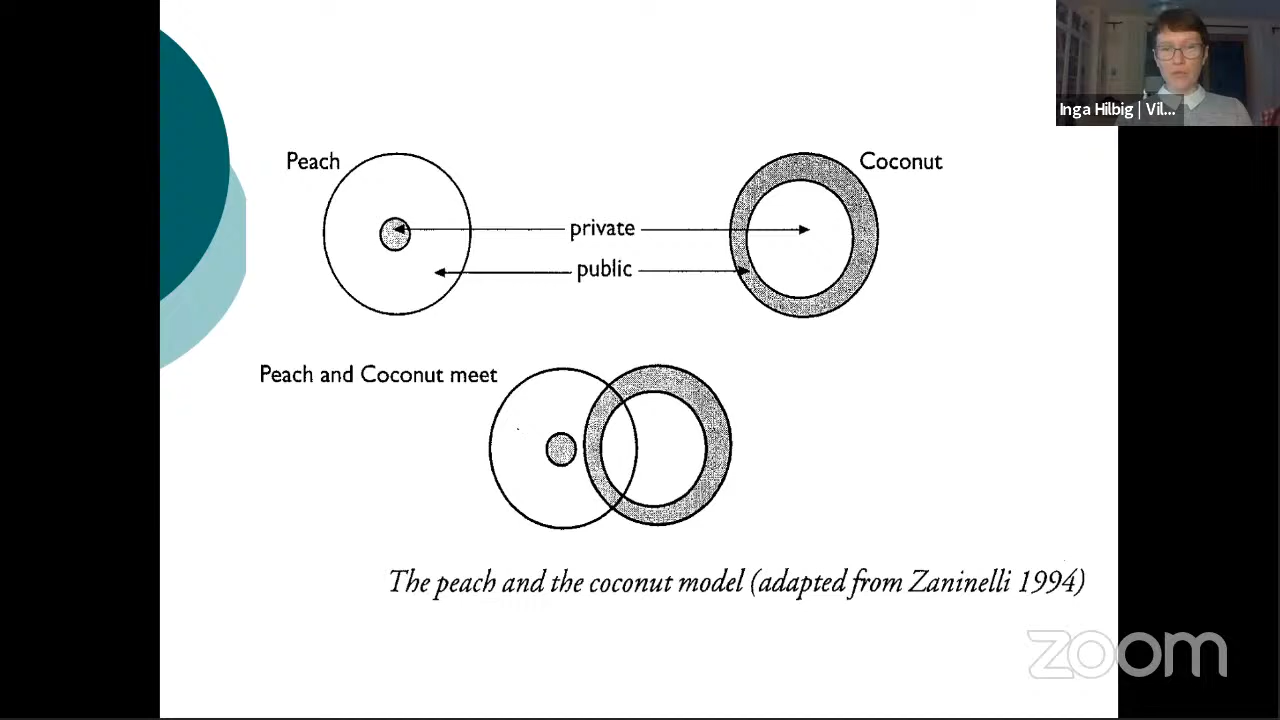 Inga Hilbig | Vil...
Peach
Coconut
private
public
Peach and Coconut meet
The peach and the coconut model (adapted from Zaninelli 1994)
zoom